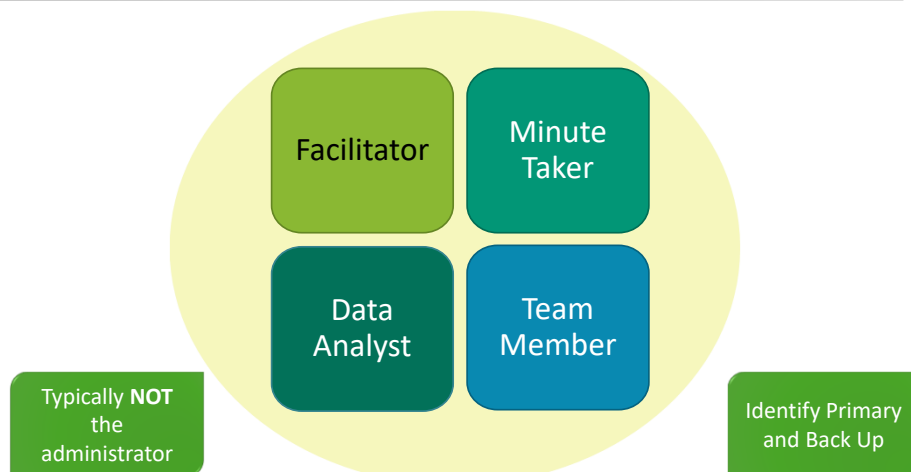 Facilitator
Minute
Taker
Data
Analyst
Team
Member
Typically NOT
the
administrator
Identify Primary
and Back Up